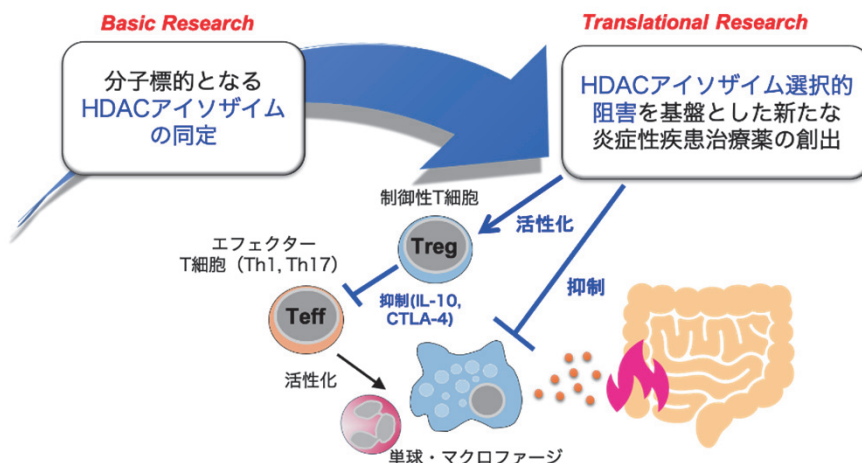 Basic Research
Translational Research
分子標的となる
HDACアイソザイム
の同定
HDACアイソザイム選択的
阻害を基盤とした新たな
炎症性疾患治療薬の創出
制御性T細胞
Treg
活性化
エフェクター
T細胞（Th1, Th17）
Teff
抑制(IL-10,
CTLA-4)
抑制
活性化
単球・マクロファージ